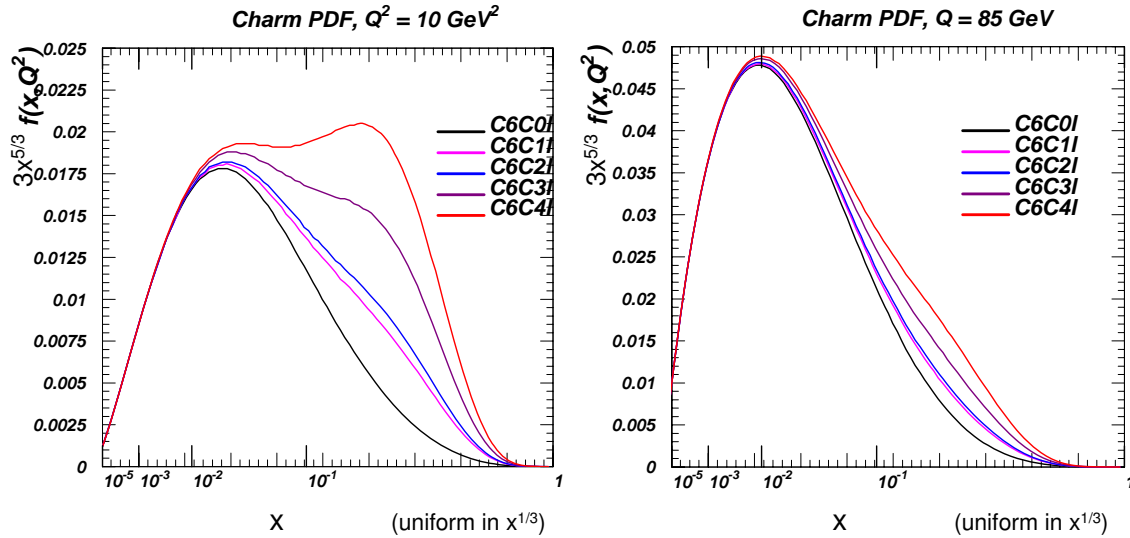 Charm PDF, Q² = 10 GeV²
3x^{5/3} f(x,Q²)
0.025
0.0225
0.02
0.0175
0.015
0.0125
0.01
0.0075
0.005
0.0025
0
C6C0I
C6C1I
C6C2I
C6C3I
C6C4I
10⁻⁵ 10⁻³ 10⁻² 10⁻¹ 1
x (uniform in x^{1/3})
Charm PDF, Q = 85 GeV
3x^{5/3} f(x,Q²)
0.05
0.045
0.04
0.035
0.03
0.025
0.02
0.015
0.01
0.005
0
C6C0I
C6C1I
C6C2I
C6C3I
C6C4I
10⁻⁵ 10⁻³ 10⁻² 10⁻¹ 1
x (uniform in x^{1/3})